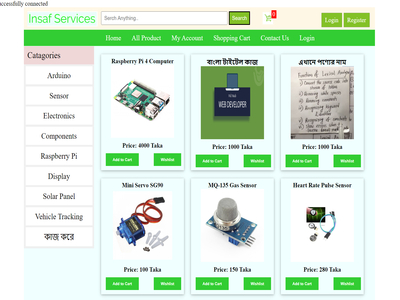 uccessfully connected
Insaf Services
Serch Anything.
Search
0
Login
Register
Home
All Product
My Account
Shopping Cart
Contact Us
Login
Catagories
Arduino
Sensor
Electronics
Components
Raspberry Pi
Display
Solar Panel
Vehicle Tracking
কাজ করে
Raspberry Pi 4 Computer
Price: 4000 Taka
Add to Cart
Wishlist
বাংলা টাইটেল কাজ
WEB DEVELOPER
Price: 1000 Taka
Add to Cart
Wishlist
এখানে পণ্যের নাম
Price: 1000 Taka
Add to Cart
Wishlist
Mini Servo SG90
Price: 100 Taka
Add to Cart
Wishlist
MQ-135 Gas Sensor
Price: 150 Taka
Add to Cart
Wishlist
Heart Rate Pulse Sensor
Price: 280 Taka
Add to Cart
Wishlist